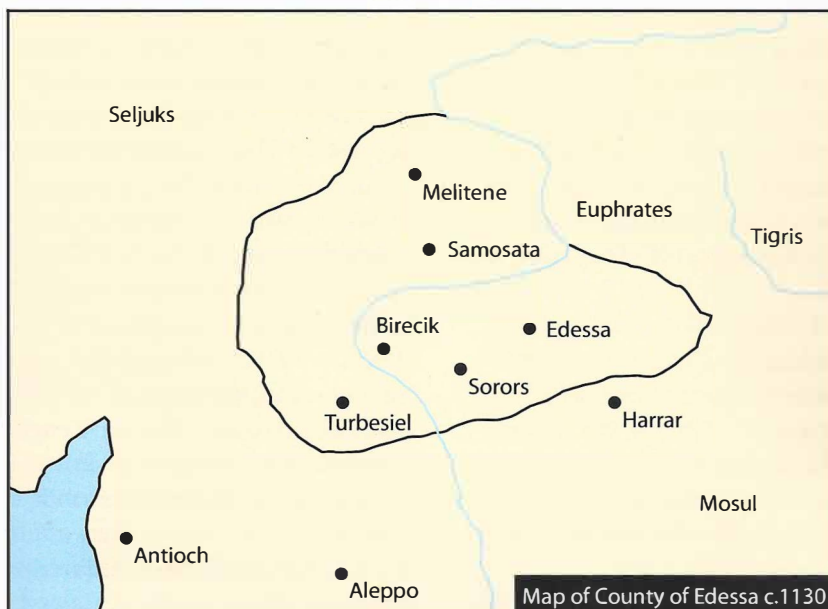 Seljuks
Melitene
Euphrates
Tigris
Samosata
Birecik
Edessa
Sorors
Turbesiel
Harrar
Mosul
Antioch
Aleppo
Map of County of Edessa c.1130